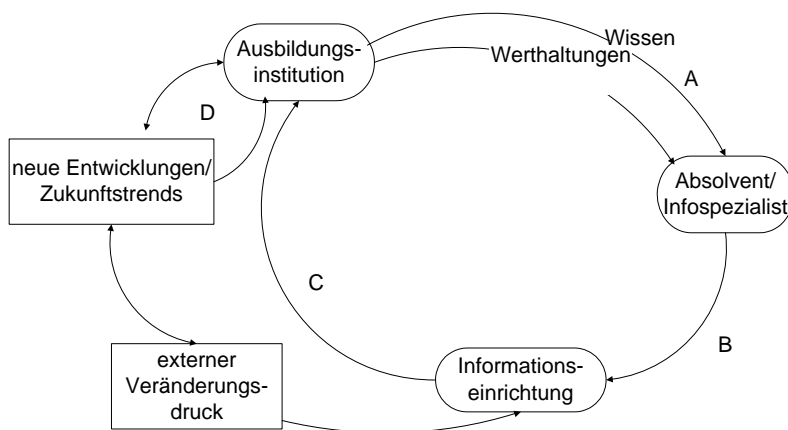 Ausbildungs-
institution
Wissen
Werthaltungen
A
D
neue Entwicklungen/
Zukunftstrends
Absolvent/
Infospezialist
C
B
externer
Veränderungs-
druck
Informations-
einrichtung